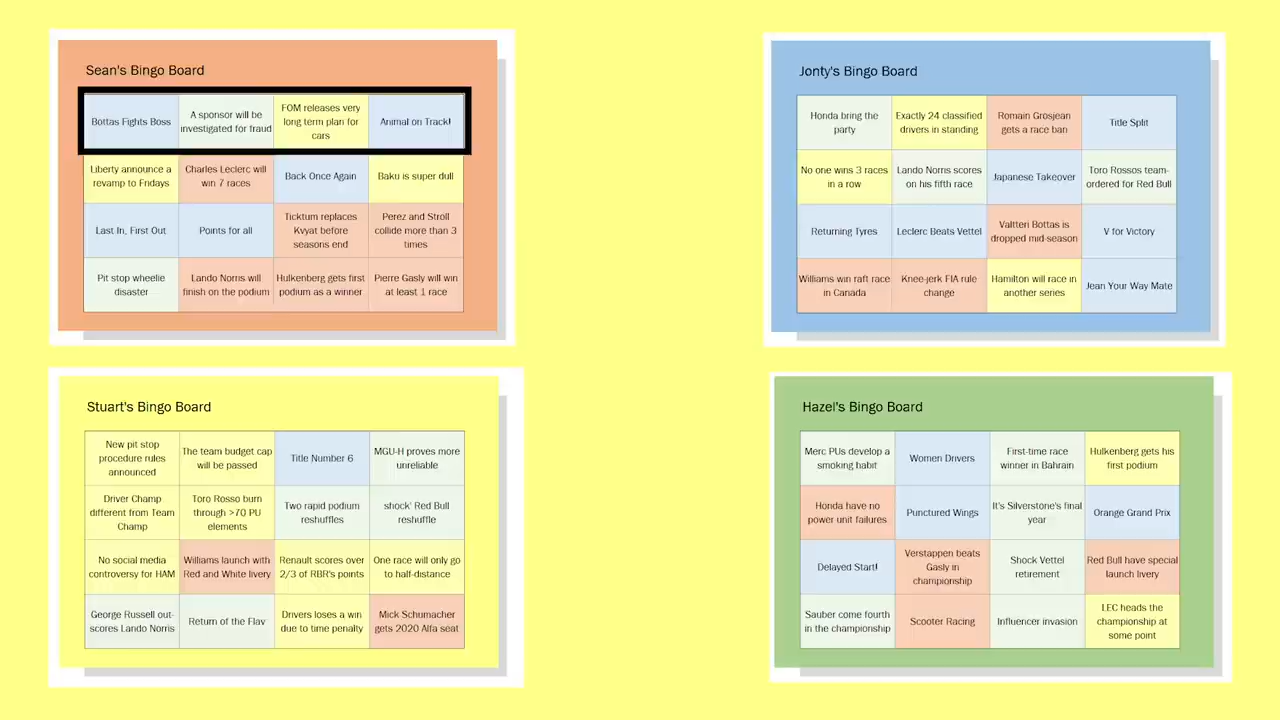 Sean's Bingo Board
Bottas Fights Boss
A sponsor will be
investigated for fraud
FOM releases very
long term plan for
cars
Animal on Track!
Liberty announce a
revamp to Fridays
Charles Leclerc will
win 7 races
Back Once Again
Baku is super dull
Last In, First Out
Points for all
Ticktum replaces
Kvyat before
seasons end
Perez and Stroll
collide more than 3
times
Pit stop wheelie
disaster
Lando Norris will
finish on the podium
Hulkenberg gets first
podium as a winner
Pierre Gasly will win
at least 1 race
Jonty's Bingo Board
Honda bring the
party
Exactly 24 classified
drivers in standing
Romain Grosjean
gets a race ban
Title Split
No one wins 3 races
in a row
Lando Norris scores
on his fifth race
Japanese Takeover
Toro Rossos team-
ordered for Red Bull
Returning Tyres
Leclerc Beats Vettel
Valtteri Bottas is
dropped mid-season
V for Victory
Williams win raft race
in Canada
Knee-jerk FIA rule
change
Hamilton will race in
another series
Jean Your Way Mate
Stuart's Bingo Board
New pit stop
procedure rules
announced
The team budget cap
will be passed
Title Number 6
MGU-H proves more
unreliable
Driver Champ
different from Team
Champ
Toro Rosso burn
through >70 PU
elements
Two rapid podium
reshuffles
shock' Red Bull
reshuffle
No social media
controversy for HAM
Williams launch with
Red and White livery
Renault scores over
2/3 of RBR's points
One race will only go
to half-distance
George Russell out-
scores Lando Norris
Return of the Flav
Drivers loses a win
due to time penalty
Mick Schumacher
gets 2020 Alfa seat
Hazel's Bingo Board
Merc PUs develop a
smoking habit
Women Drivers
First-time race
winner in Bahrain
Hulkenberg gets his
first podium
Honda have no
power unit failures
Punctured Wings
It's Silverstone's final
year
Orange Grand Prix
Delayed Start!
Verstappen beats
Gasly in
championship
Shock Vettel
retirement
Red Bull have special
launch livery
Sauber come fourth
in the championship
Scooter Racing
Influencer invasion
LEC heads the
championship at
some point